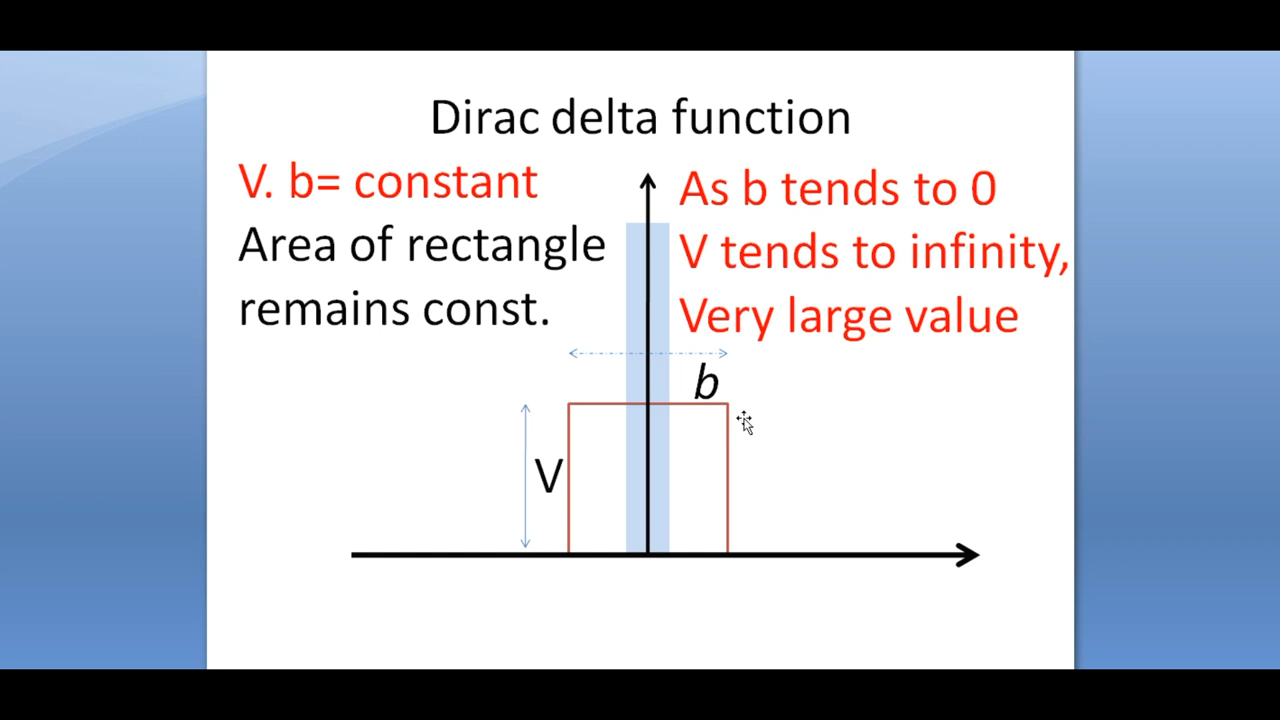 Dirac delta function
V. b= constant
Area of rectangle
remains const.
As b tends to 0
V tends to infinity,
Very large value
b
V